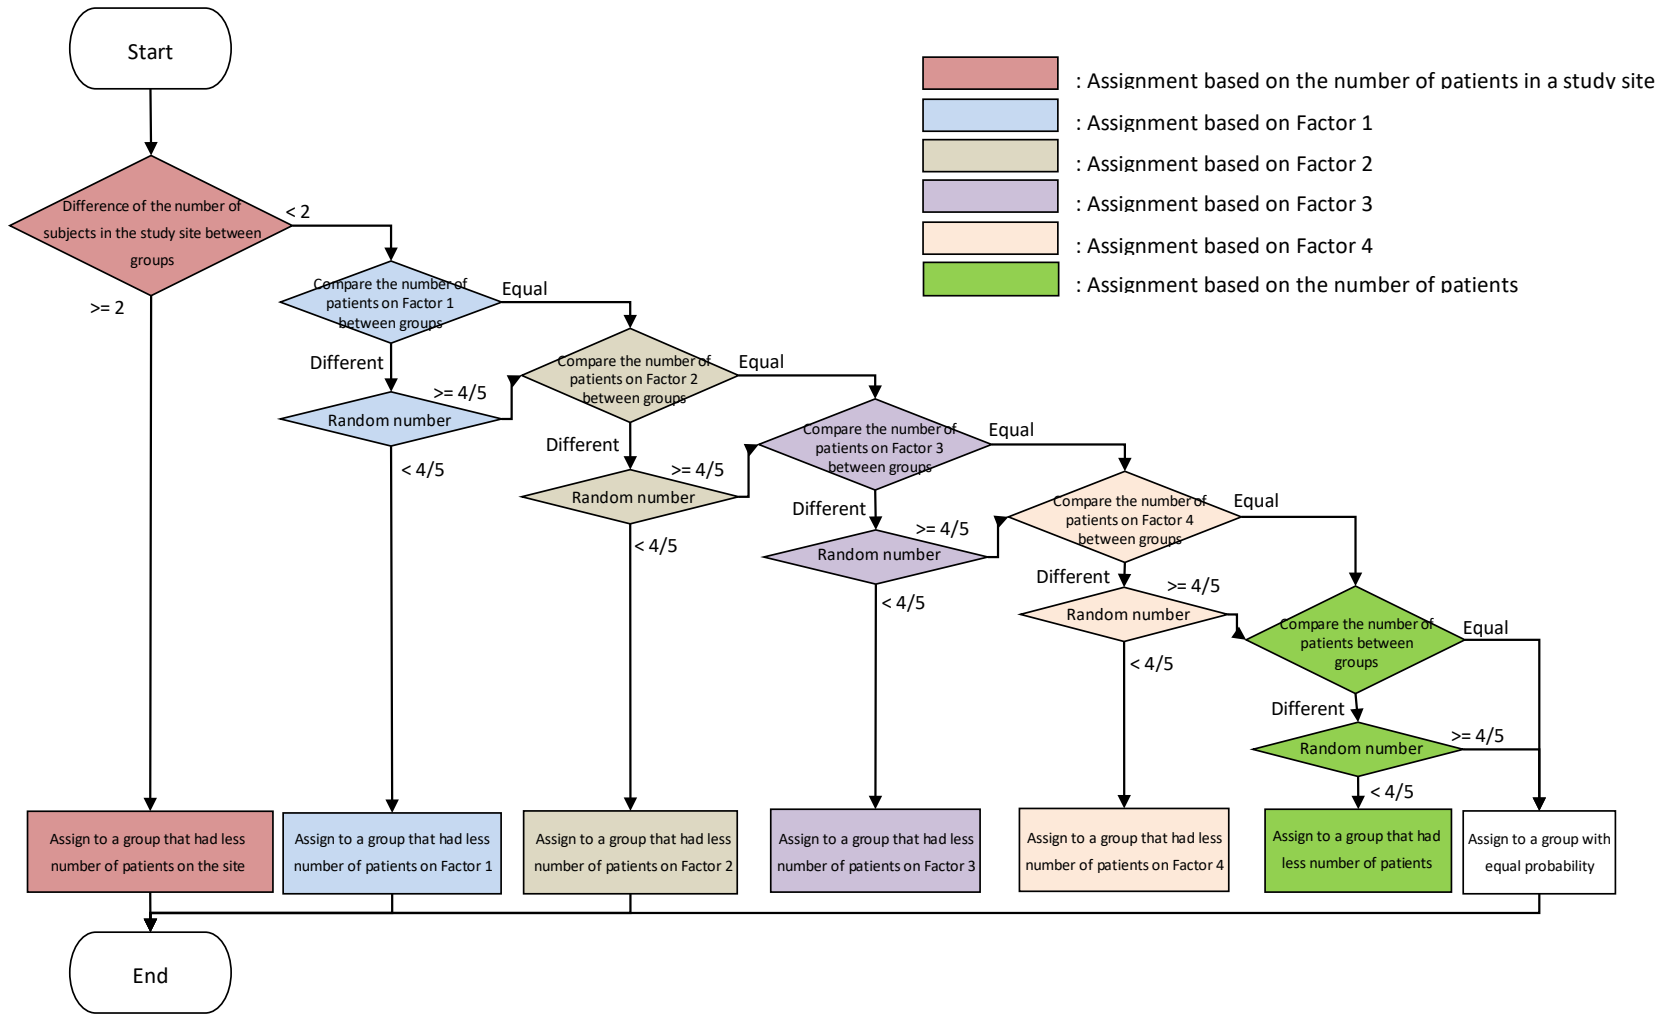 Start
: Assignment based on the number of patients in a study site
: Assignment based on Factor 1
: Assignment based on Factor 2
: Assignment based on Factor 3
: Assignment based on Factor 4
: Assignment based on the number of patients
Difference of the number of
subjects in the study site between
groups
< 2
>= 2
Compare the number of
patients on Factor 1
between groups
Equal
Different
Random number
>= 4/5
< 4/5
Compare the number of
patients on Factor 2
between groups
Equal
Different
Random number
>= 4/5
< 4/5
Compare the number of
patients on Factor 3
between groups
Equal
Different
Random number
>= 4/5
< 4/5
Compare the number of
patients on Factor 4
between groups
Equal
Different
Random number
>= 4/5
< 4/5
Compare the number of
patients between
groups
Equal
Different
Random number
>= 4/5
< 4/5
Assign to a group that had less
number of patients on the site
Assign to a group that had less
number of patients on Factor 1
Assign to a group that had less
number of patients on Factor 2
Assign to a group that had less
number of patients on Factor 3
Assign to a group that had less
number of patients on Factor 4
Assign to a group that had
less number of patients
Assign to a group with
equal probability
End